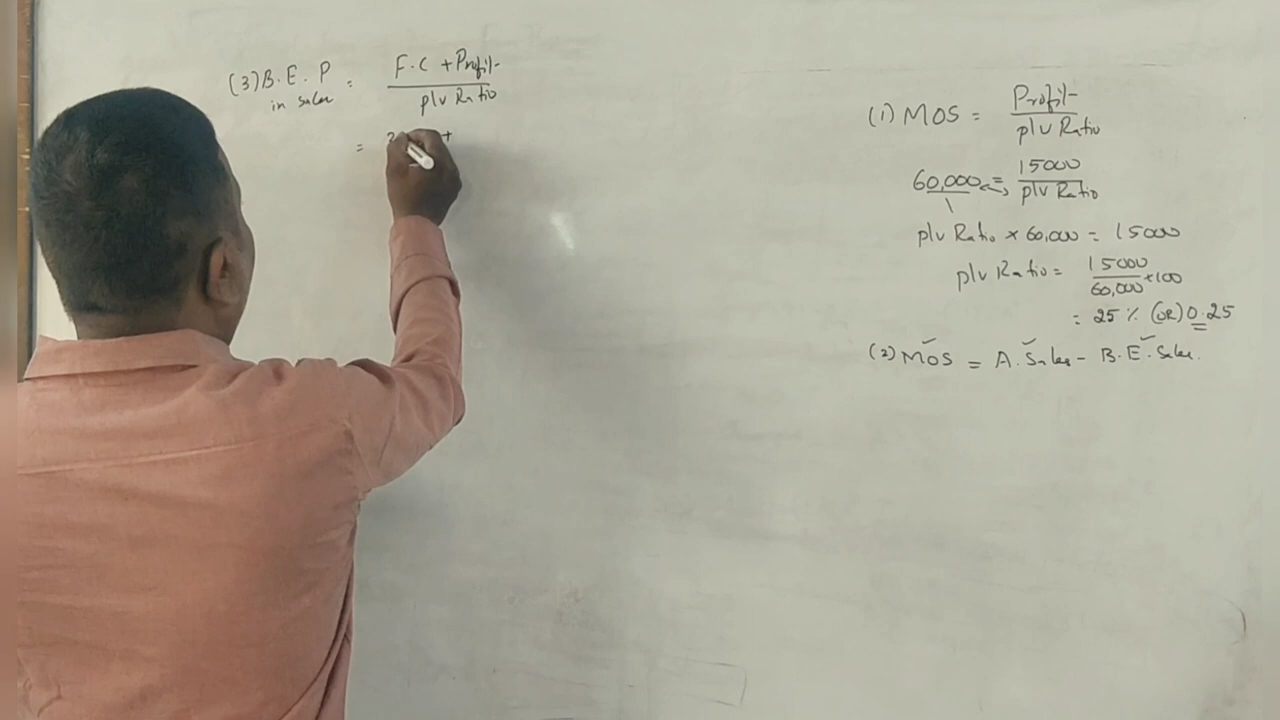 (3) B.E.P in sales = F.C + Profit
P/V Ratio
= +
(1) MOS = Profit
P/V Ratio
60,000 = 15000
P/V Ratio
P/V Ratio × 60,000 = 15000
P/V Ratio = 15000
60,000 ×100
= 25 % (OR) 0.25
(2) MOS = A. Sales - B.E. Sales.